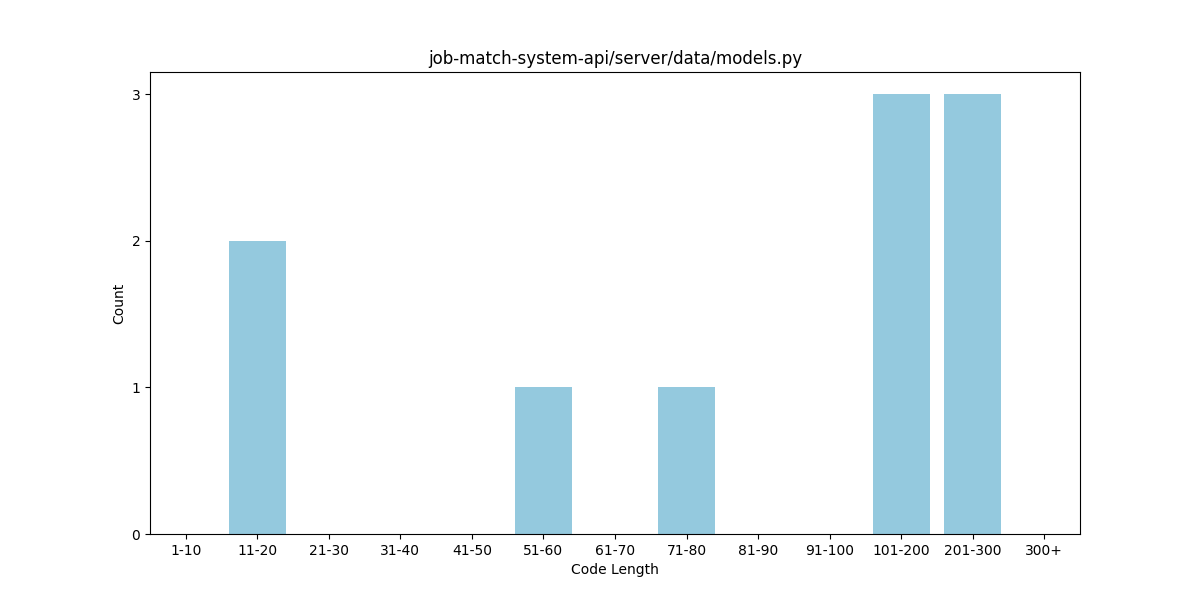 job-match-system-api/server/data/models.py
3
2
1
0
Count
1-10 11-20 21-30 31-40 41-50 51-60 61-70 71-80 81-90 91-100 101-200 201-300 300+
Code Length